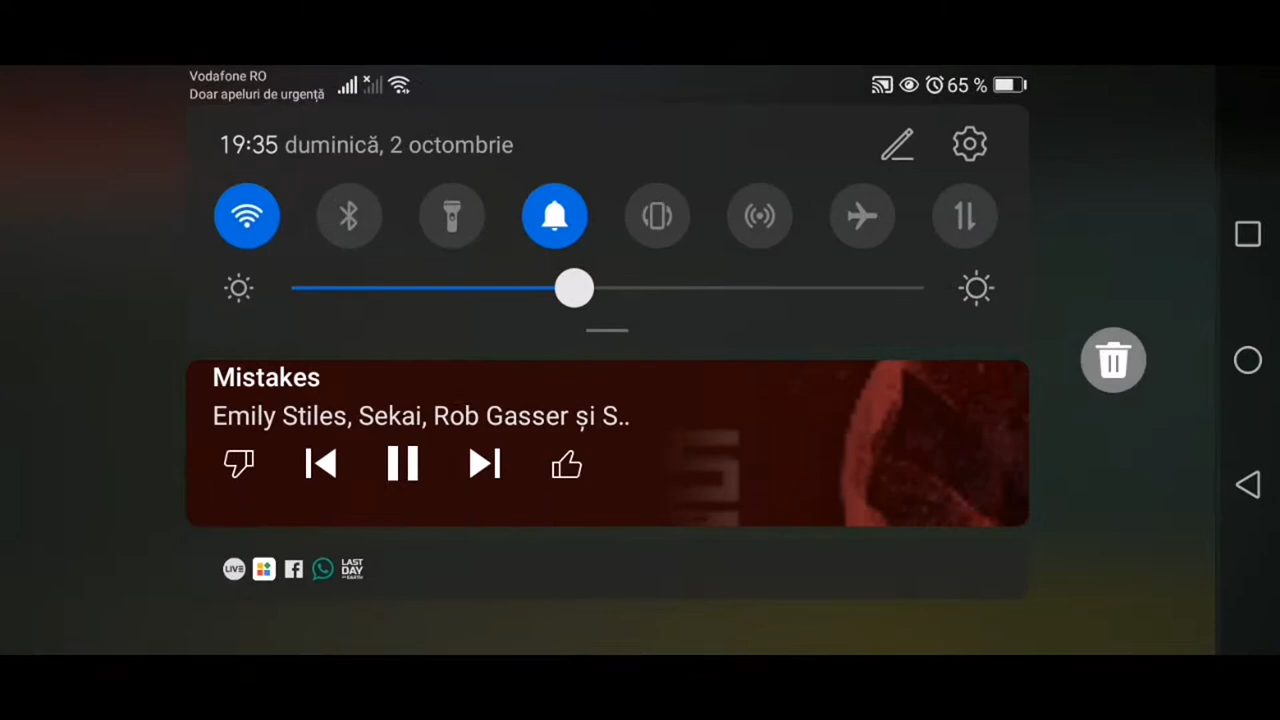 Vodafone RO
Doar apeluri de urgență
65 %
19:35 duminică, 2 octombrie
Mistakes
Emily Stiles, Sekai, Rob Gasser și S..
LIVE
LAST
DAY